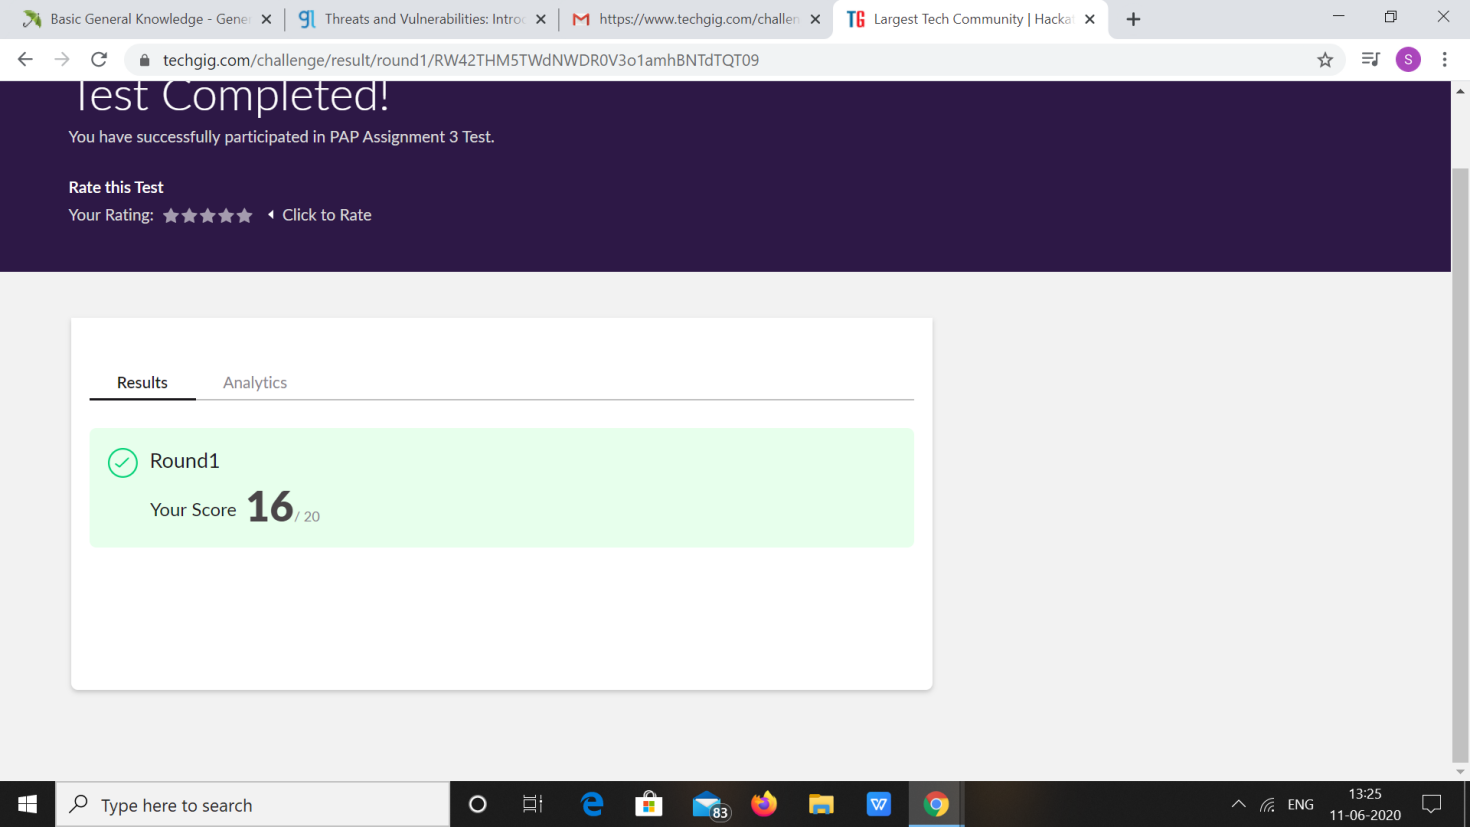 Basic General Knowledge - Gene
gl Threats and Vulnerabilities: Introd
https://www.techgig.com/challen
TG Largest Tech Community | Hacka
S
techgig.com/challenge/result/round1/RW42THM5TWdNWDR0V3o1amhBNTdTQT09
Test Completed!
You have successfully participated in PAP Assignment 3 Test.
Rate this Test
Your Rating:
Click to Rate
Results
Analytics
Round1
Your Score 16 / 20
Type here to search
83
W
ENG
13:25
11-06-2020